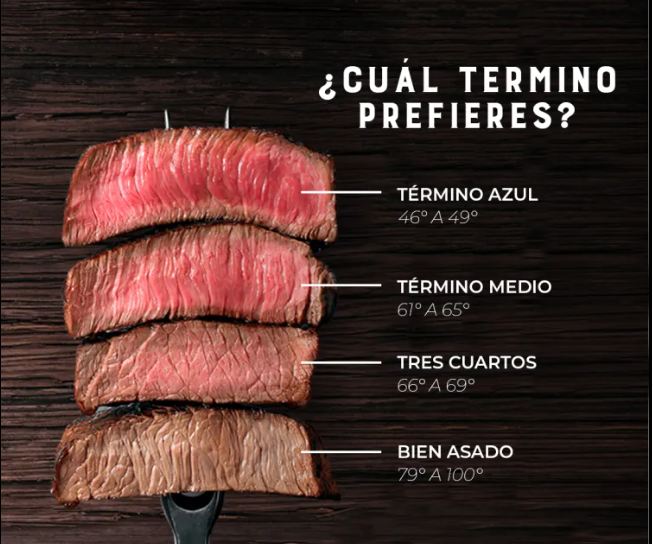 ¿CUÁL TERMINO
PREFIERES?
TÉRMINO AZUL
46° A 49°
TÉRMINO MEDIO
61° A 65°
TRES CUARTOS
66° A 69°
BIEN ASADO
79° A 100°